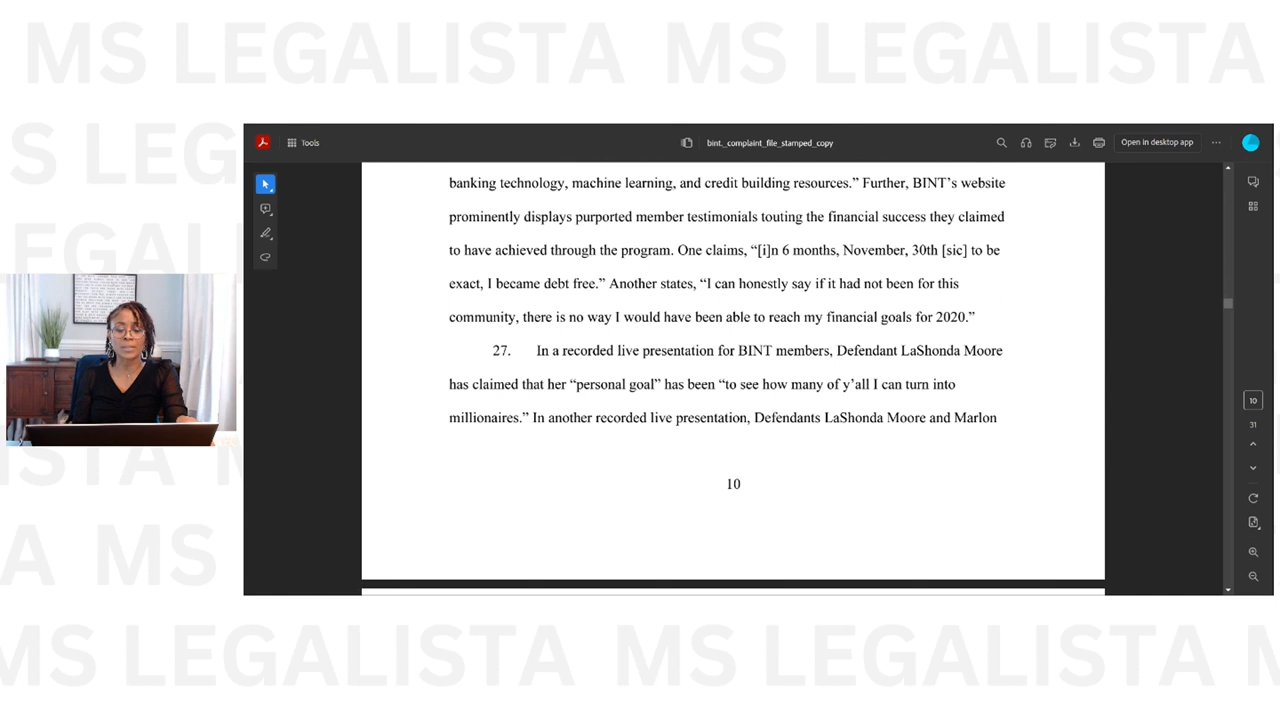 MS LEGALISTA MS LEGALISTA
S LEG
EGAL
ISTA
A MS
MS LEGALISTA MS LEGALISTA M
Tools
bint._complaint_file_stamped_copy
Open in desktop app
banking technology, machine learning, and credit building resources.” Further, BINT’s website
prominently displays purported member testimonials touting the financial success they claimed
to have achieved through the program. One claims, “[i]n 6 months, November, 30th [sic] to be
exact, I became debt free.” Another states, “I can honestly say if it had not been for this
community, there is no way I would have been able to reach my financial goals for 2020.”
27. In a recorded live presentation for BINT members, Defendant LaShonda Moore
has claimed that her “personal goal” has been “to see how many of y’all I can turn into
millionaires.” In another recorded live presentation, Defendants LaShonda Moore and Marlon
10
10
31